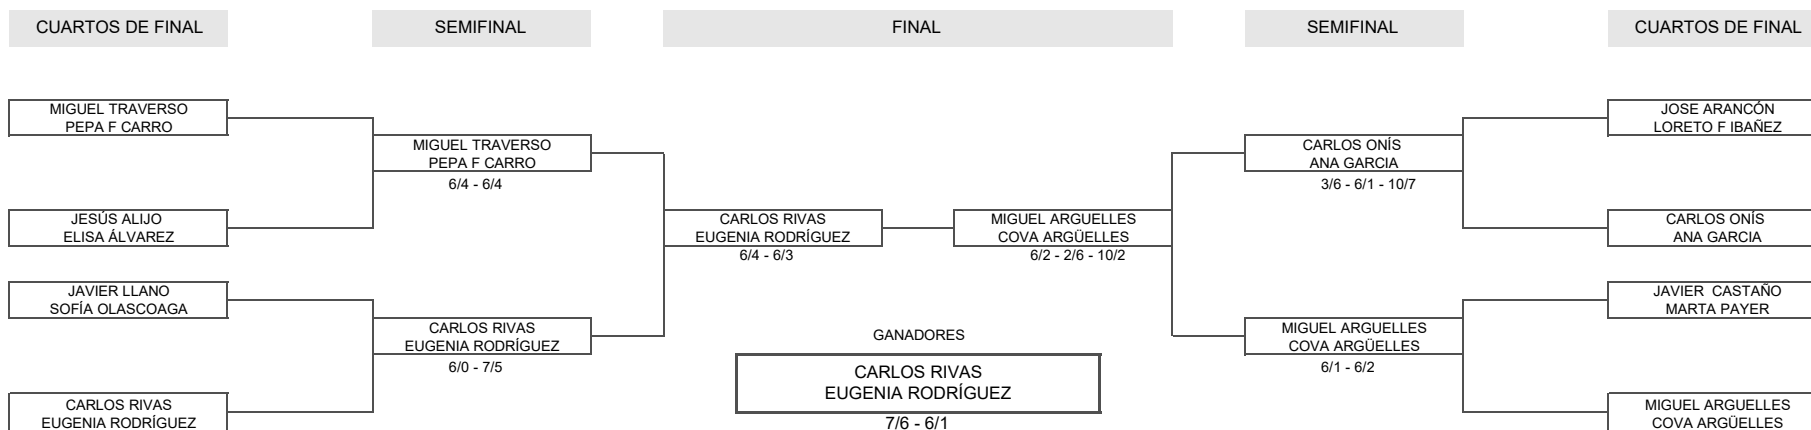 CUARTOS DE FINAL
SEMIFINAL
FINAL
SEMIFINAL
CUARTOS DE FINAL
MIGUEL TRAVERSO
PEPA F CARRO
JESÚS ALIJO
ELISA ÁLVAREZ
JAVIER LLANO
SOFÍA OLASCOAGA
CARLOS RIVAS
EUGENIA RODRÍGUEZ
MIGUEL TRAVERSO
PEPA F CARRO
6/4 - 6/4
CARLOS RIVAS
EUGENIA RODRÍGUEZ
6/0 - 7/5
CARLOS RIVAS
EUGENIA RODRÍGUEZ
6/4 - 6/3
MIGUEL ARGUELLES
COVA ARGÜELLES
6/2 - 2/6 - 10/2
GANADORES
CARLOS RIVAS
EUGENIA RODRÍGUEZ
7/6 - 6/1
CARLOS ONÍS
ANA GARCIA
3/6 - 6/1 - 10/7
MIGUEL ARGUELLES
COVA ARGÜELLES
6/1 - 6/2
JOSE ARANCÓN
LORETO F IBAÑEZ
CARLOS ONÍS
ANA GARCIA
JAVIER  CASTAÑO
MARTA PAYER
MIGUEL ARGUELLES
COVA ARGÜELLES